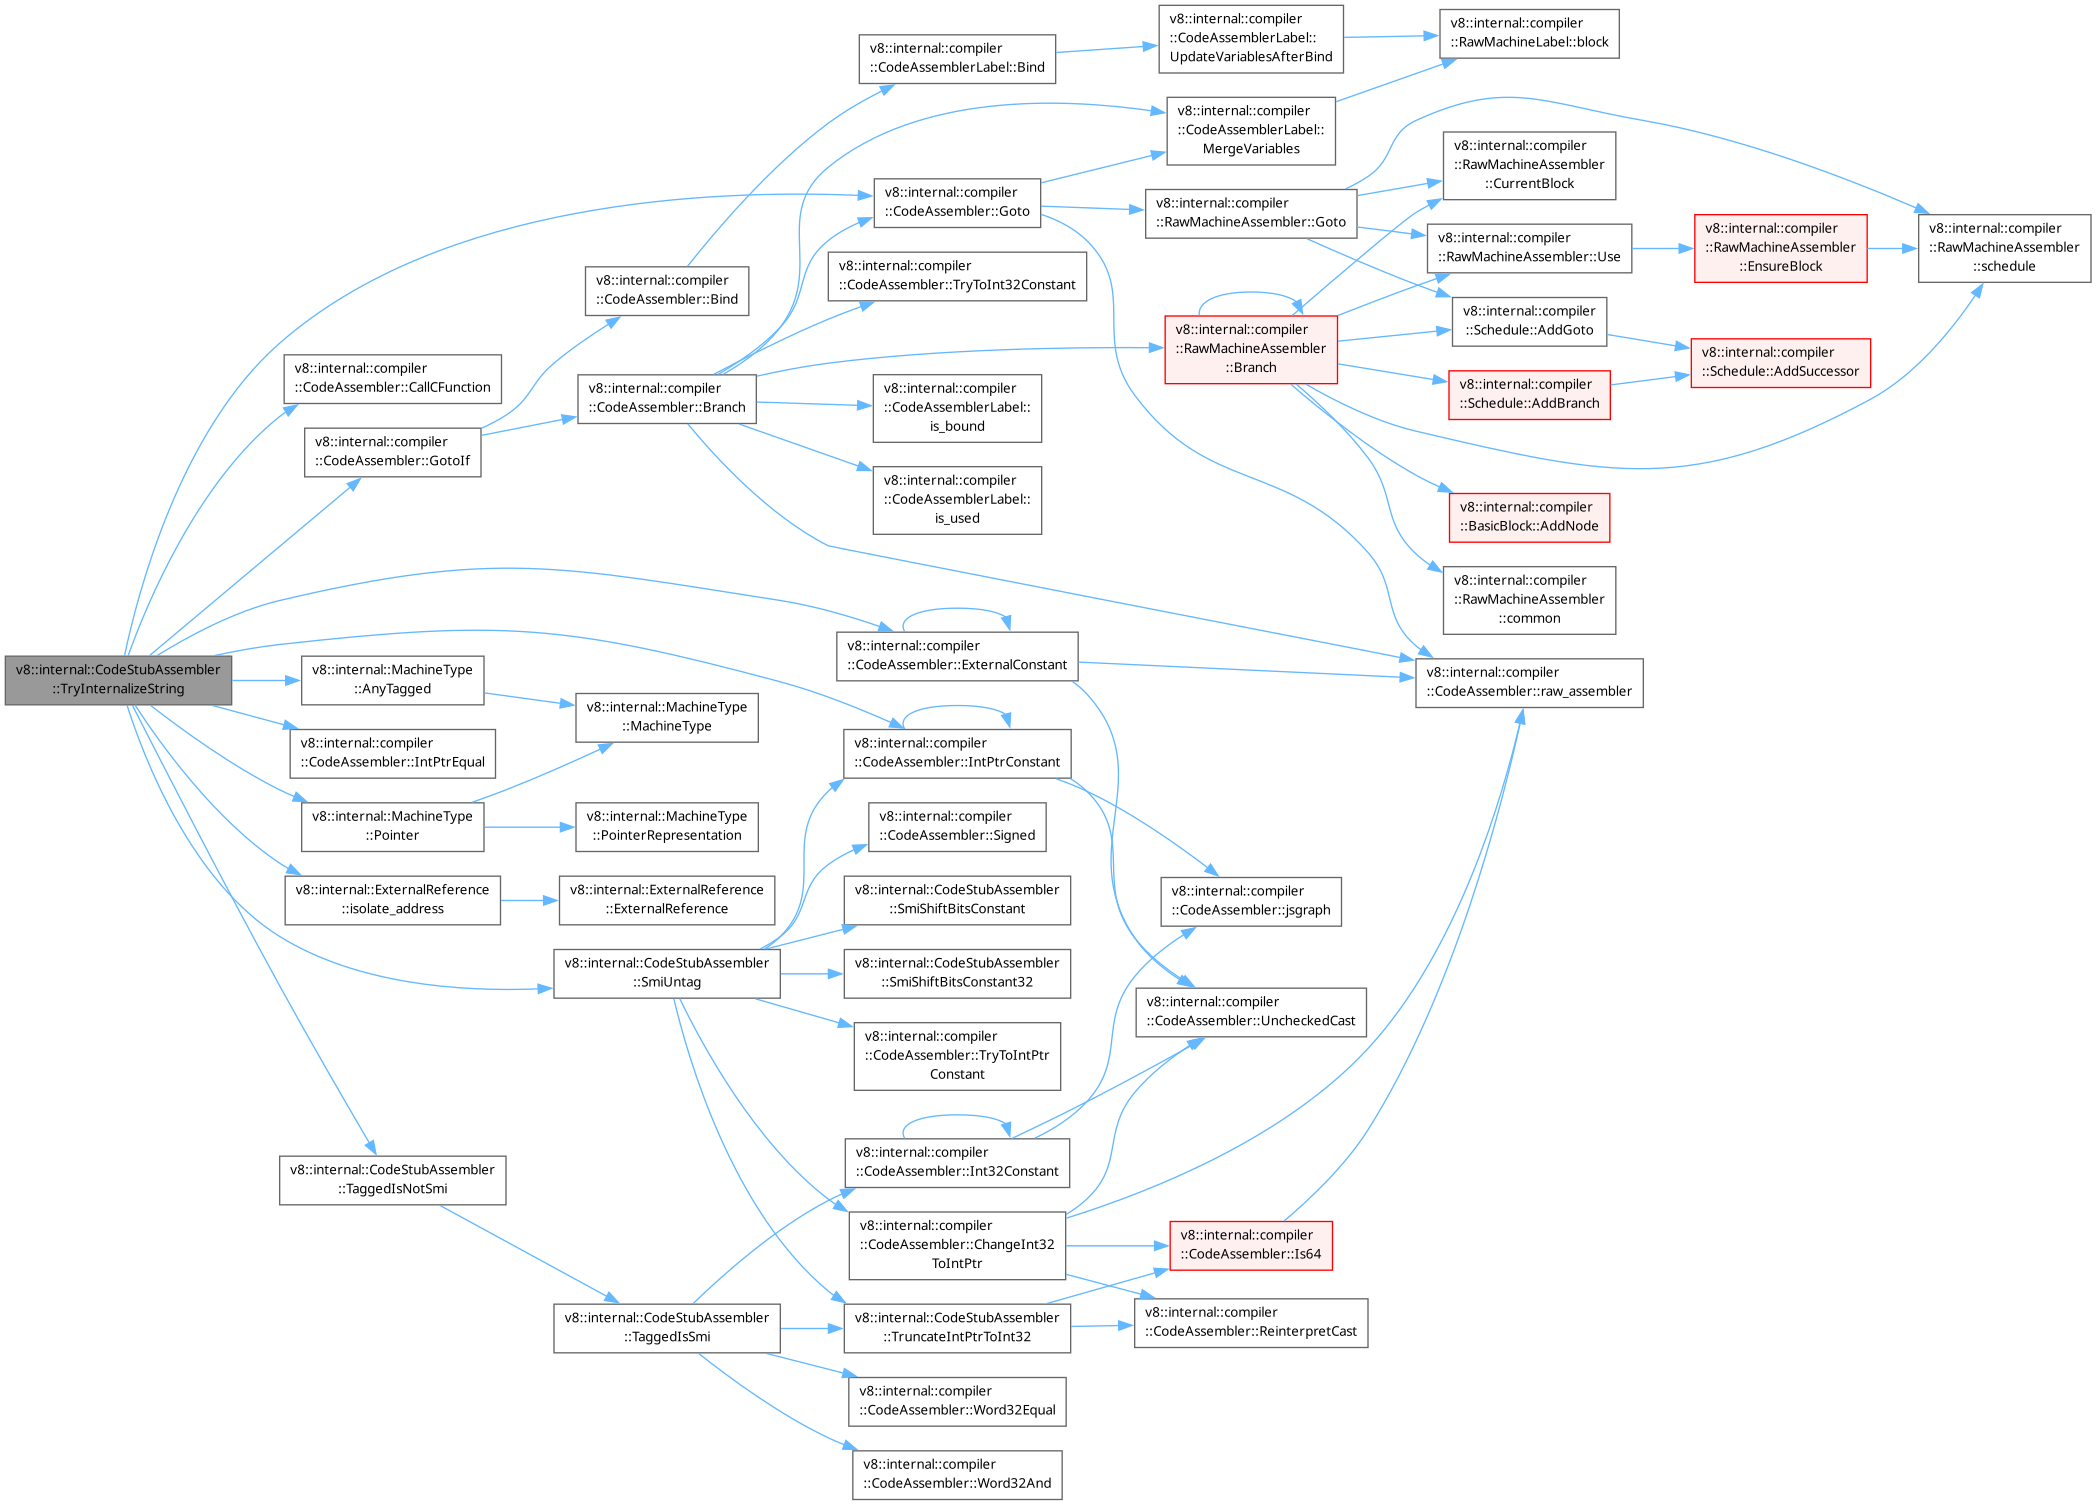 v8::internal::CodeStubAssembler
::TryInternalizeString
v8::internal::compiler
::CodeAssembler::CallCFunction
v8::internal::compiler
::CodeAssembler::GotoIf
v8::internal::MachineType
::AnyTagged
v8::internal::compiler
::CodeAssembler::IntPtrEqual
v8::internal::MachineType
::Pointer
v8::internal::ExternalReference
::isolate_address
v8::internal::CodeStubAssembler
::TaggedIsNotSmi
v8::internal::compiler
::CodeAssembler::Bind
v8::internal::compiler
::CodeAssembler::Branch
v8::internal::MachineType
::MachineType
v8::internal::MachineType
::PointerRepresentation
v8::internal::ExternalReference
::ExternalReference
v8::internal::CodeStubAssembler
::SmiUntag
v8::internal::CodeStubAssembler
::TaggedIsSmi
v8::internal::compiler
::CodeAssemblerLabel::Bind
v8::internal::compiler
::CodeAssembler::Goto
v8::internal::compiler
::CodeAssembler::TryToInt32Constant
v8::internal::compiler
::CodeAssemblerLabel::
is_bound
v8::internal::compiler
::CodeAssemblerLabel::
is_used
v8::internal::compiler
::CodeAssembler::ExternalConstant
v8::internal::compiler
::CodeAssembler::IntPtrConstant
v8::internal::compiler
::CodeAssembler::Signed
v8::internal::CodeStubAssembler
::SmiShiftBitsConstant
v8::internal::CodeStubAssembler
::SmiShiftBitsConstant32
v8::internal::compiler
::CodeAssembler::TryToIntPtr
Constant
v8::internal::compiler
::CodeAssembler::Int32Constant
v8::internal::compiler
::CodeAssembler::ChangeInt32
ToIntPtr
v8::internal::CodeStubAssembler
::TruncateIntPtrToInt32
v8::internal::compiler
::CodeAssembler::Word32Equal
v8::internal::compiler
::CodeAssembler::Word32And
v8::internal::compiler
::CodeAssemblerLabel::
UpdateVariablesAfterBind
v8::internal::compiler
::CodeAssemblerLabel::
MergeVariables
v8::internal::compiler
::RawMachineAssembler::Goto
v8::internal::compiler
::RawMachineAssembler
::Branch
v8::internal::compiler
::CodeAssembler::jsgraph
v8::internal::compiler
::CodeAssembler::UncheckedCast
v8::internal::compiler
::CodeAssembler::Is64
v8::internal::compiler
::CodeAssembler::ReinterpretCast
v8::internal::compiler
::RawMachineLabel::block
v8::internal::compiler
::RawMachineAssembler
::CurrentBlock
v8::internal::compiler
::RawMachineAssembler::Use
v8::internal::compiler
::Schedule::AddGoto
v8::internal::compiler
::Schedule::AddBranch
v8::internal::compiler
::BasicBlock::AddNode
v8::internal::compiler
::RawMachineAssembler
::common
v8::internal::compiler
::CodeAssembler::raw_assembler
v8::internal::compiler
::RawMachineAssembler
::EnsureBlock
v8::internal::compiler
::Schedule::AddSuccessor
v8::internal::compiler
::RawMachineAssembler
::schedule